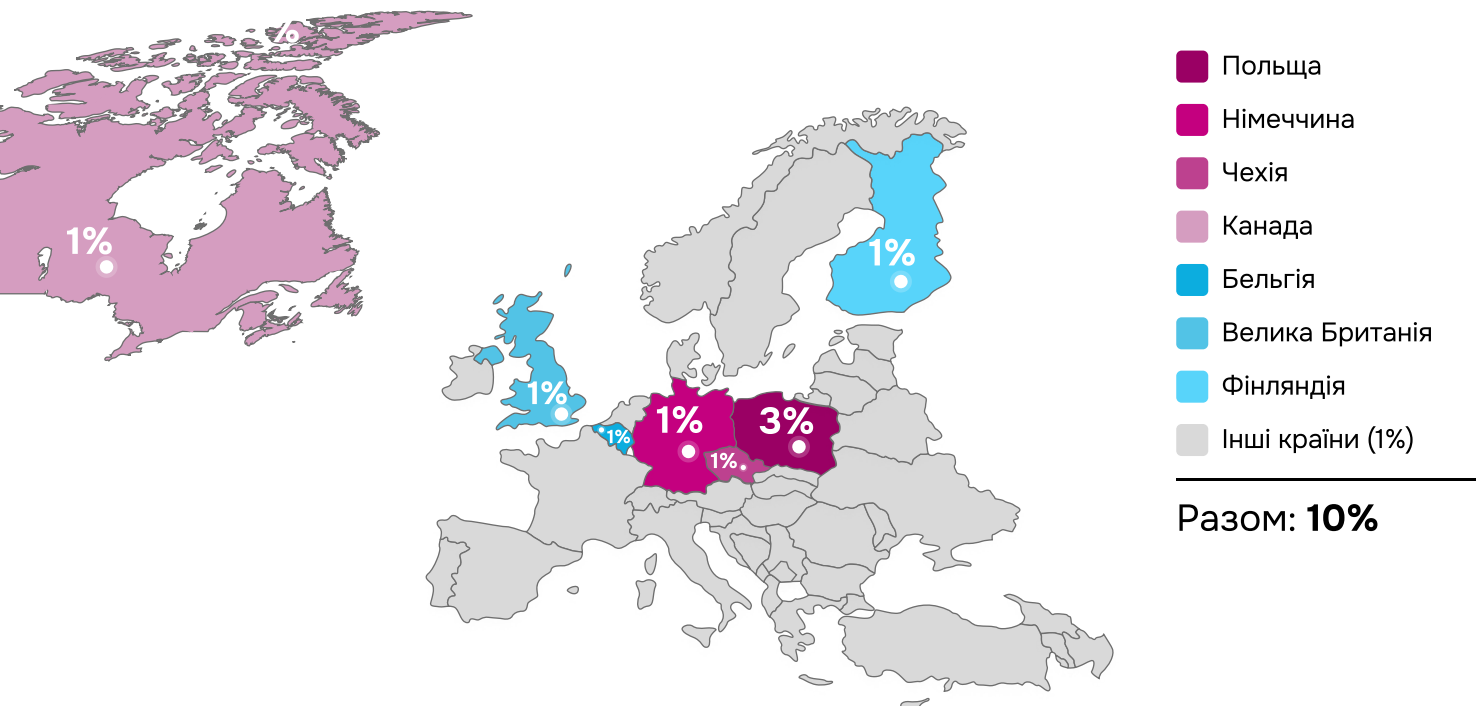 %
1%
1%
1%
1%
1%
3%
1%
Польща
Німеччина
Чехія
Канада
Бельгія
Велика Британія
Фінляндія
Інші країни (1%)
Разом: 10%